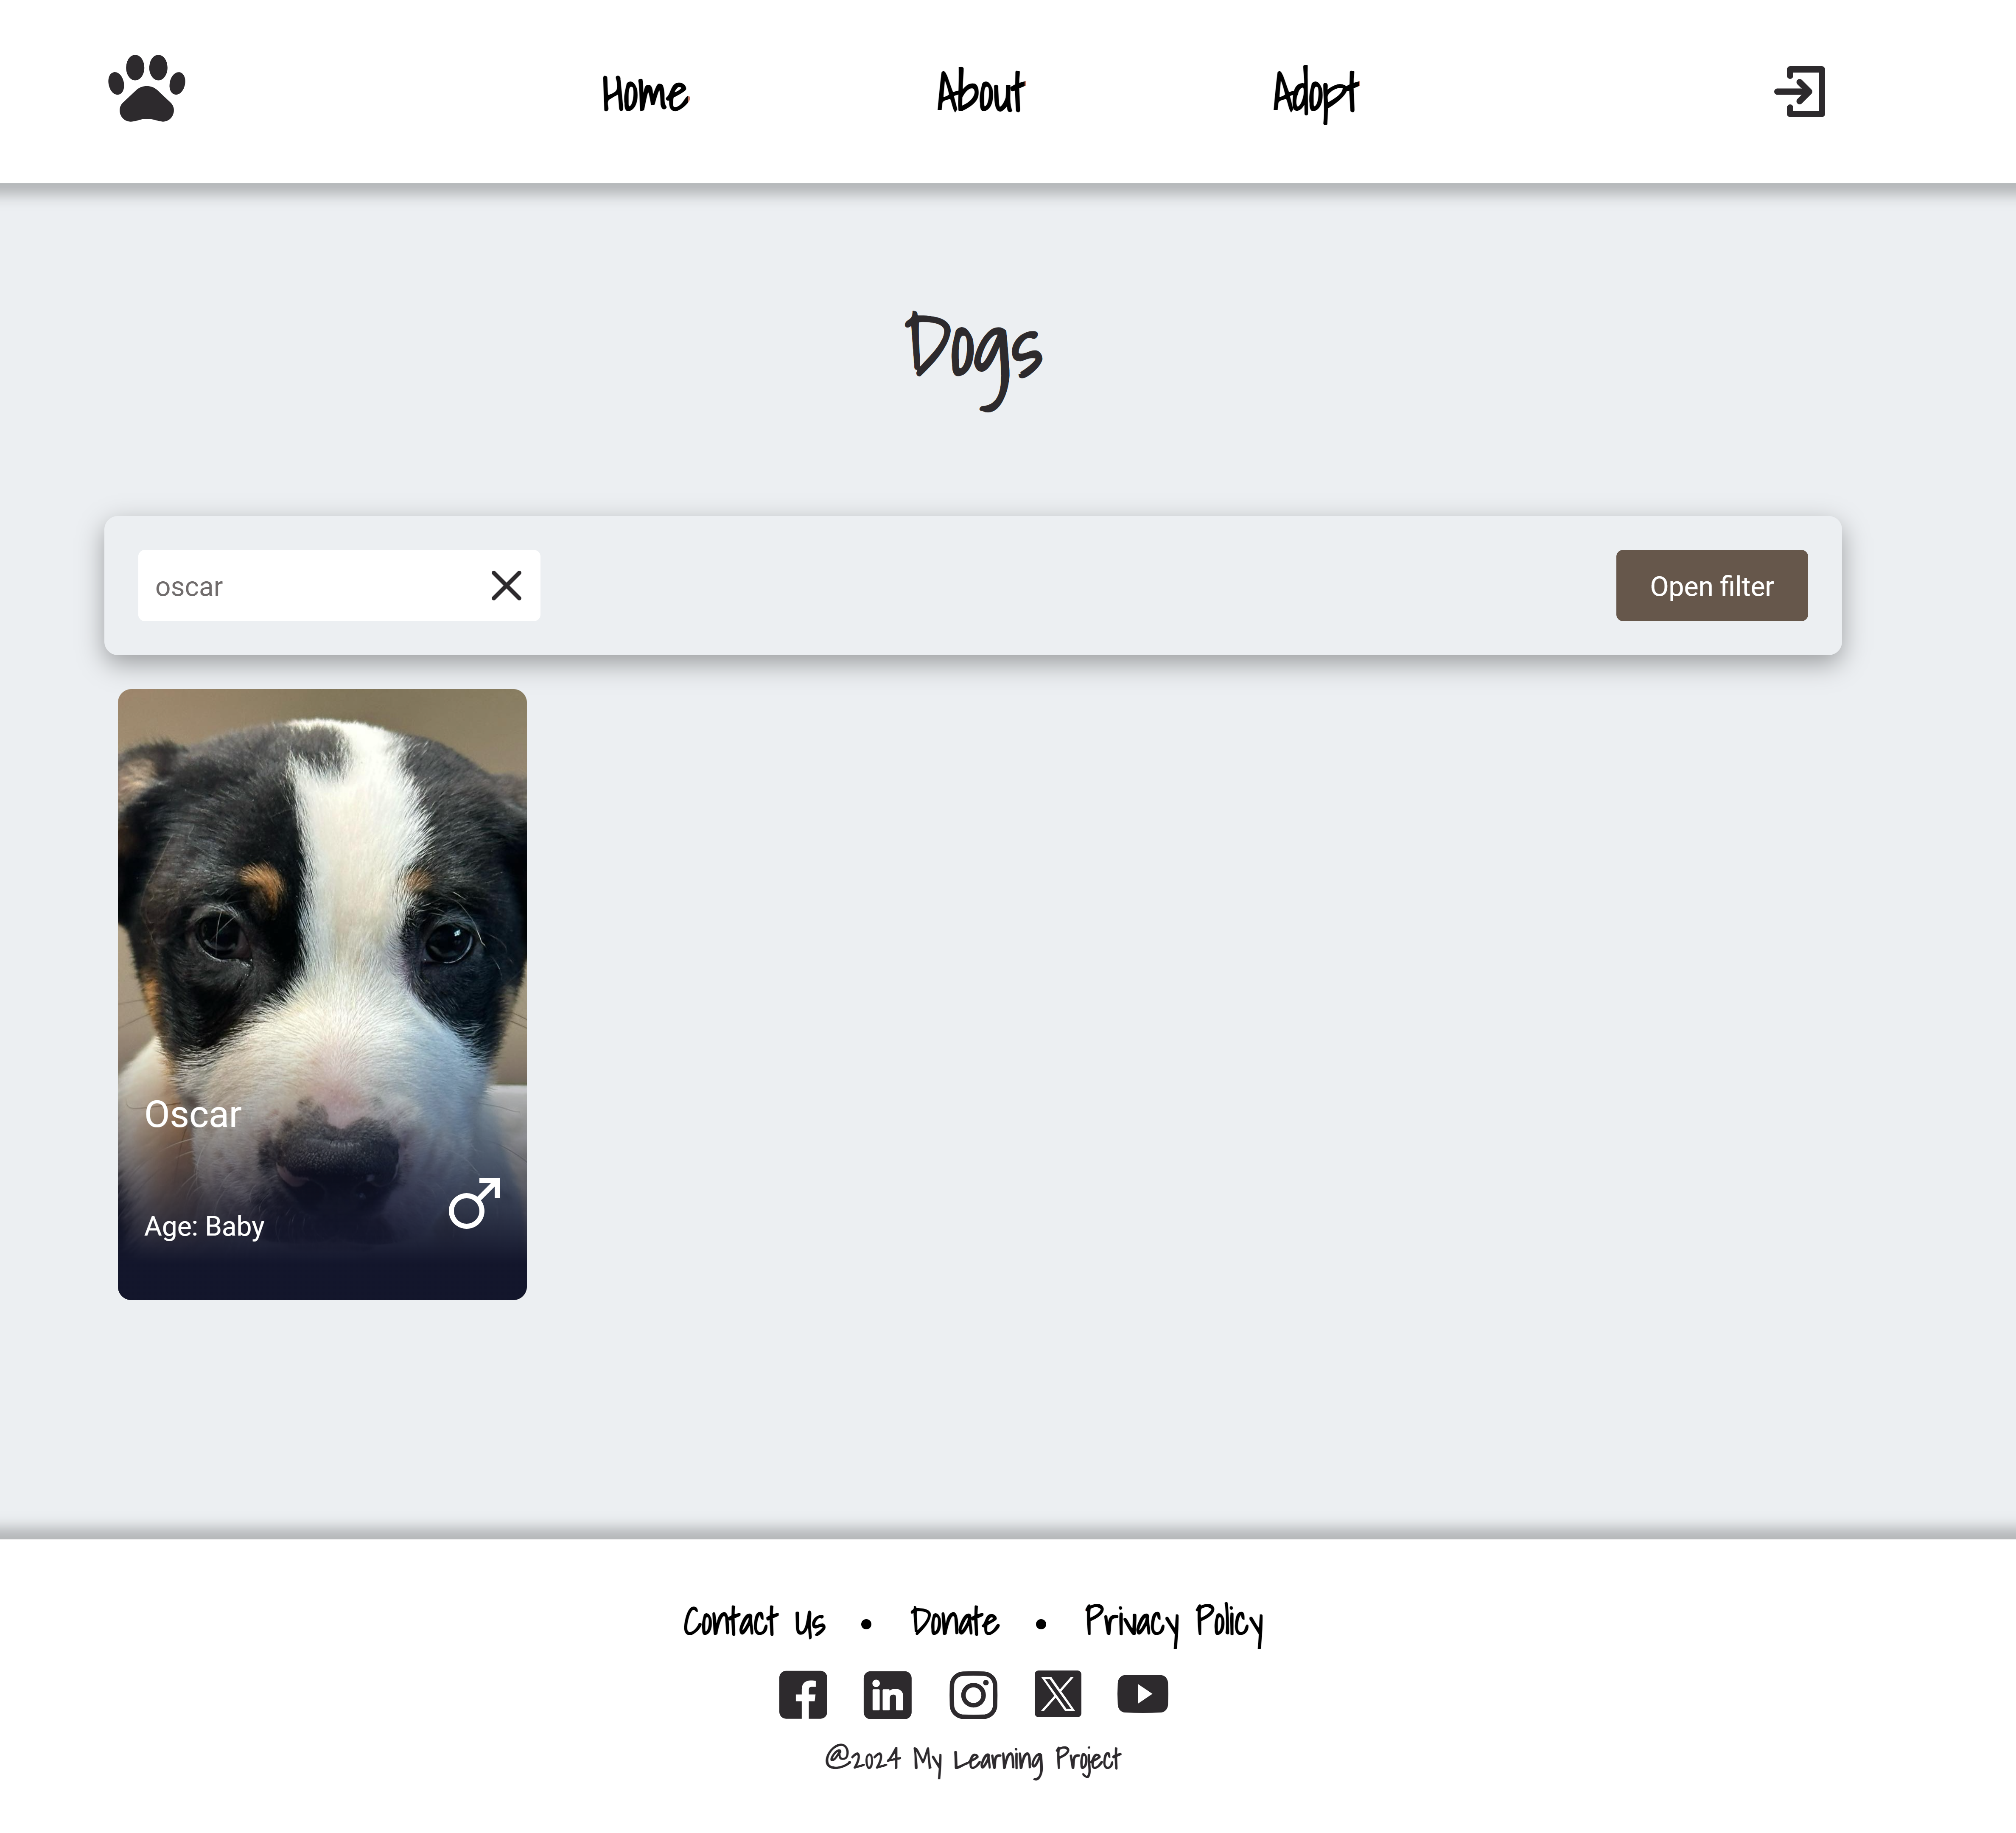 Home About Adopt
Dogs
oscar
Open filter
Oscar
Age: Baby
Contact Us • Donate • Privacy Policy
@2024 My Learning Project